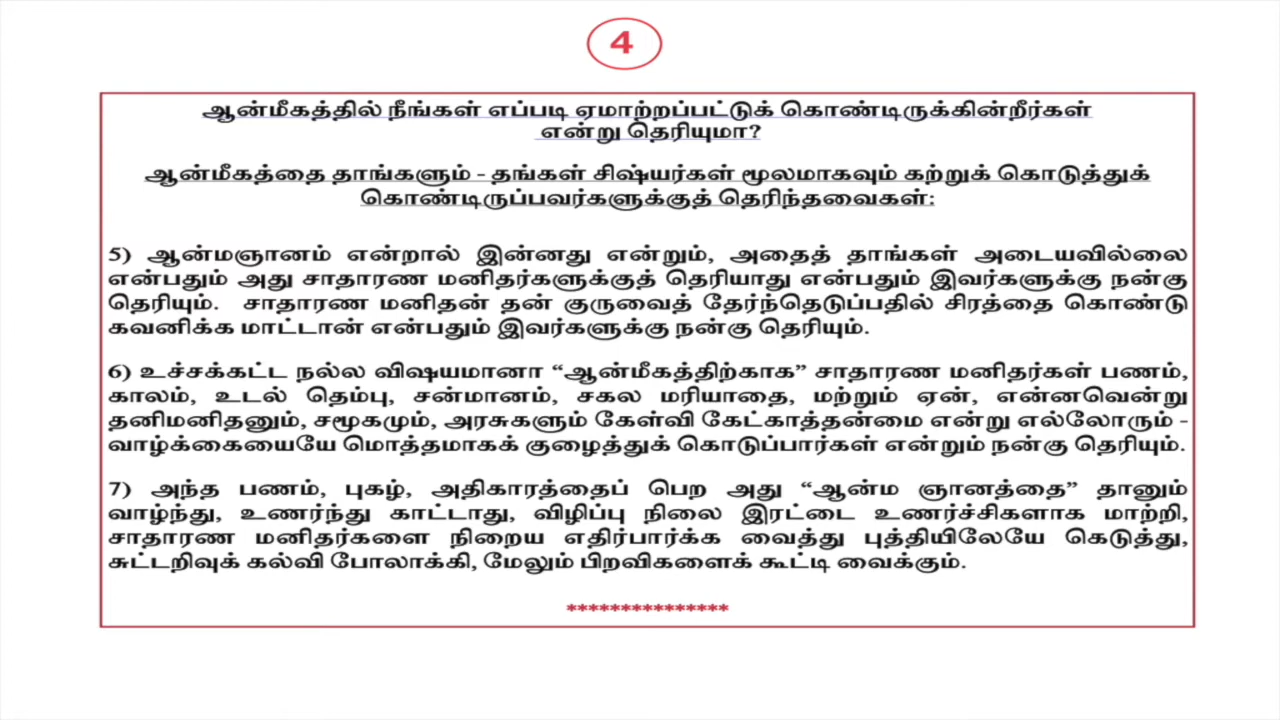 4
ஆன்மீகத்தில் நீங்கள் எப்படி ஏமாற்றப்பட்டுக் கொண்டிருக்கின்றீர்கள்
என்று தெரியுமா?
ஆன்மீகத்தை தாங்களும் - தங்கள் சிஷ்யர்கள் மூலமாகவும் கற்றுக் கொடுத்துக்
கொண்டிருப்பவர்களுக்குத் தெரிந்தவைகள்:
5) ஆன்மஞானம் என்றால் இன்னது என்றும், அதைத் தாங்கள் அடையவில்லை
என்பதும் அது சாதாரண மனிதர்களுக்குத் தெரியாது என்பதும் இவர்களுக்கு நன்கு
தெரியும். சாதாரண மனிதன் தன் குருவைத் தேர்ந்தெடுப்பதில் சிரத்தை கொண்டு
கவனிக்க மாட்டான் என்பதும் இவர்களுக்கு நன்கு தெரியும்.
6) உச்சக்கட்ட நல்ல விஷயமானா “ஆன்மீகத்திற்காக” சாதாரண மனிதர்கள் பணம்,
காலம், உடல் தெம்பு, சன்மானம், சகல மரியாதை, மற்றும் ஏன், என்னவென்று
தனிமனிதனும், சமூகமும், அரசுகளும் கேள்வி கேட்காத்தன்மை என்று எல்லோரும் -
வாழ்க்கையையே மொத்தமாகக் குழைத்துக் கொடுப்பார்கள் என்றும் நன்கு தெரியும்.
7) அந்த பணம், புகழ், அதிகாரத்தைப் பெற அது “ஆன்ம ஞானத்தை” தானும்
வாழ்ந்து, உணர்ந்து காட்டாது, விழிப்பு நிலை இரட்டை உணர்ச்சிகளாக மாற்றி,
சாதாரண மனிதர்களை நிறைய எதிர்பார்க்க வைத்து புத்தியிலேயே கெடுத்து,
சுட்டறிவுக் கல்வி போலாக்கி, மேலும் பிறவிகளைக் கூட்டி வைக்கும்.
***************